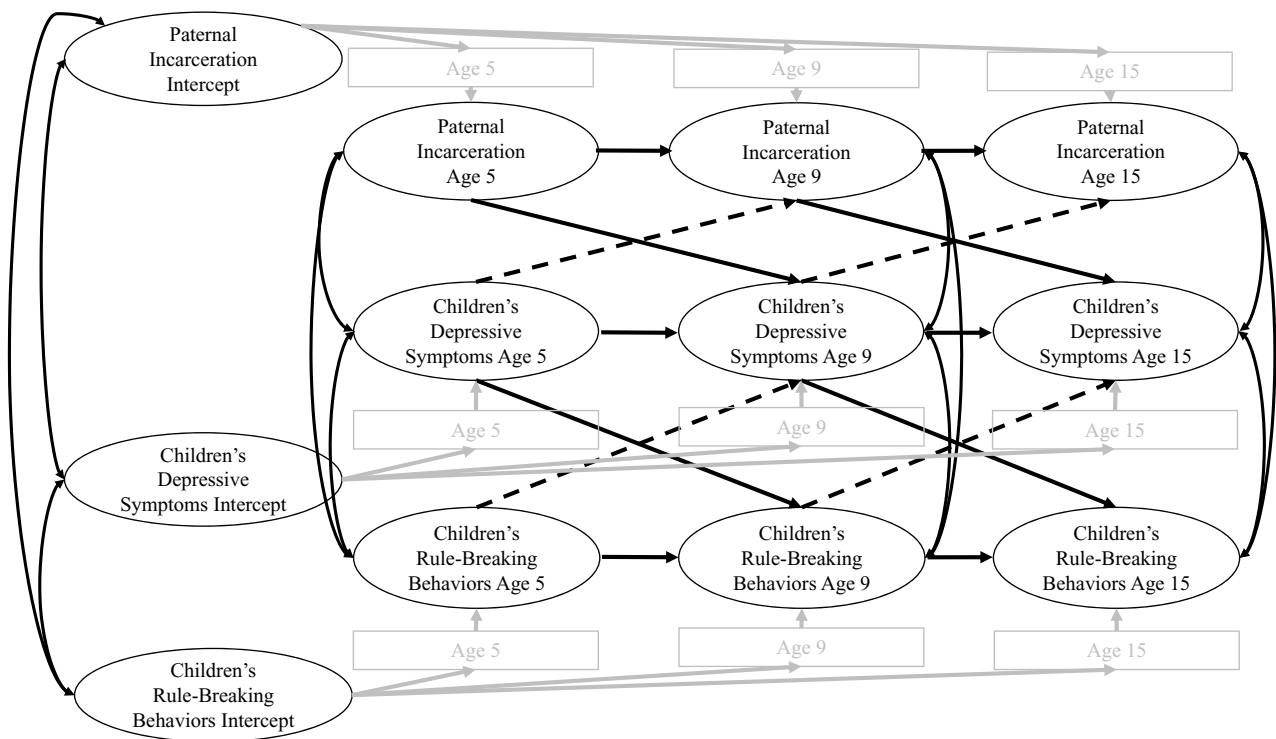 Paternal
Incarceration
Intercept
Age 5
Age 9
Age 15
Paternal
Incarceration
Age 5
Paternal
Incarceration
Age 9
Paternal
Incarceration
Age 15
Children's
Depressive
Symptoms Age 5
Children's
Depressive
Symptoms Age 9
Children's
Depressive
Symptoms Age 15
Age 5
Age 9
Age 15
Children's
Depressive
Symptoms Intercept
Children's
Rule-Breaking
Behaviors Age 5
Children's
Rule-Breaking
Behaviors Age 9
Children's
Rule-Breaking
Behaviors Age 15
Age 5
Age 9
Age 15
Children's
Rule-Breaking
Behaviors Intercept